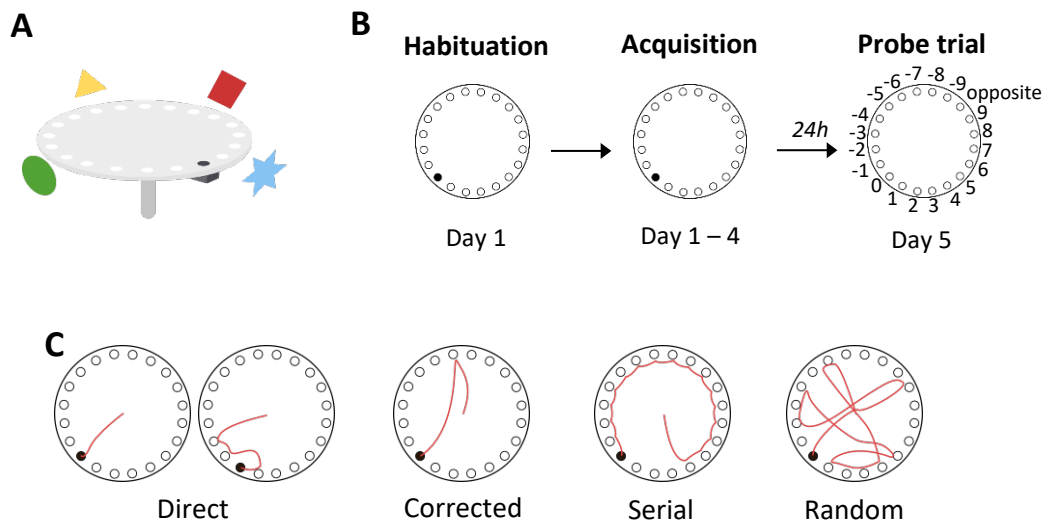 A
B
Habituation
Acquisition
Probe trial
24h
-9
-8
-7
-6
-5
-4
-3
-2
-1
0
1
2
3
4
5
6
7
8
9
opposite
Day 1
Day 1 – 4
Day 5
C
Direct
Corrected
Serial
Random